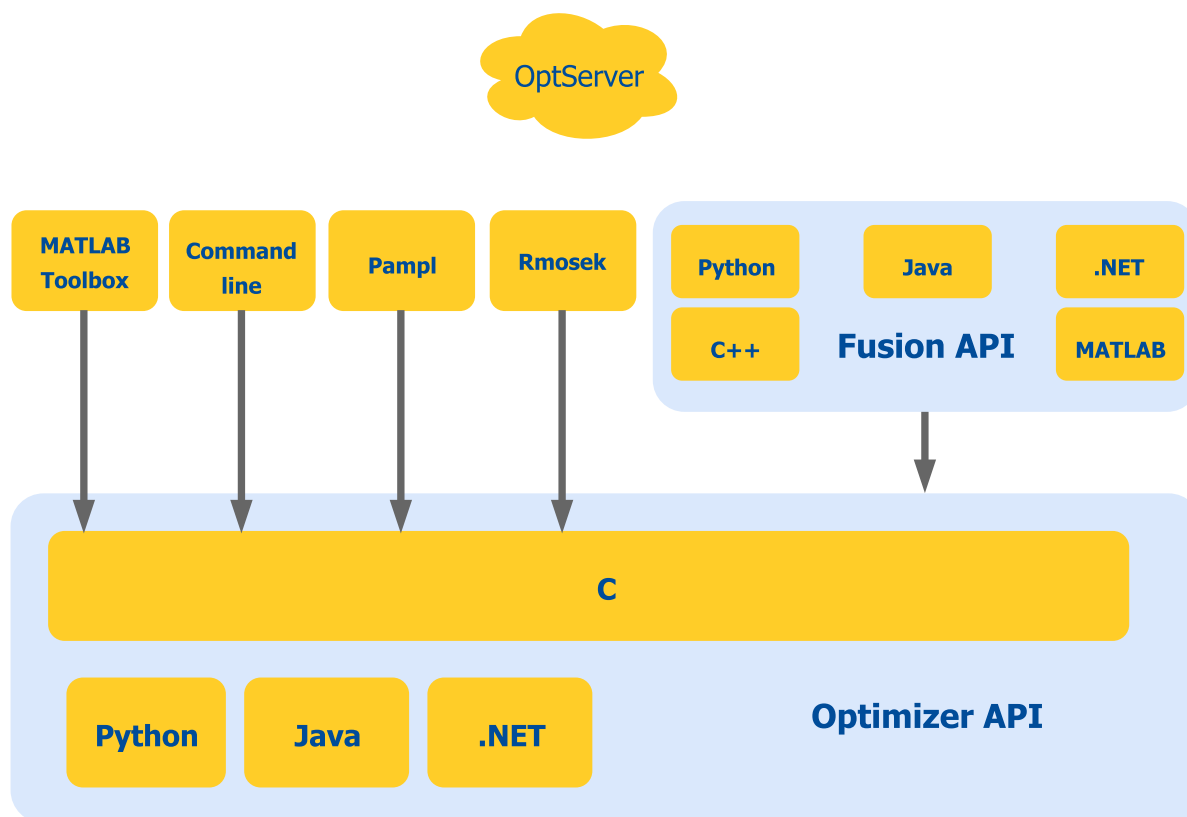 OptServer
MATLAB
Toolbox
Command
line
Pampl
Rmosek
Python
Java
.NET
C++
Fusion API
MATLAB
C
Optimizer API
Python
Java
.NET